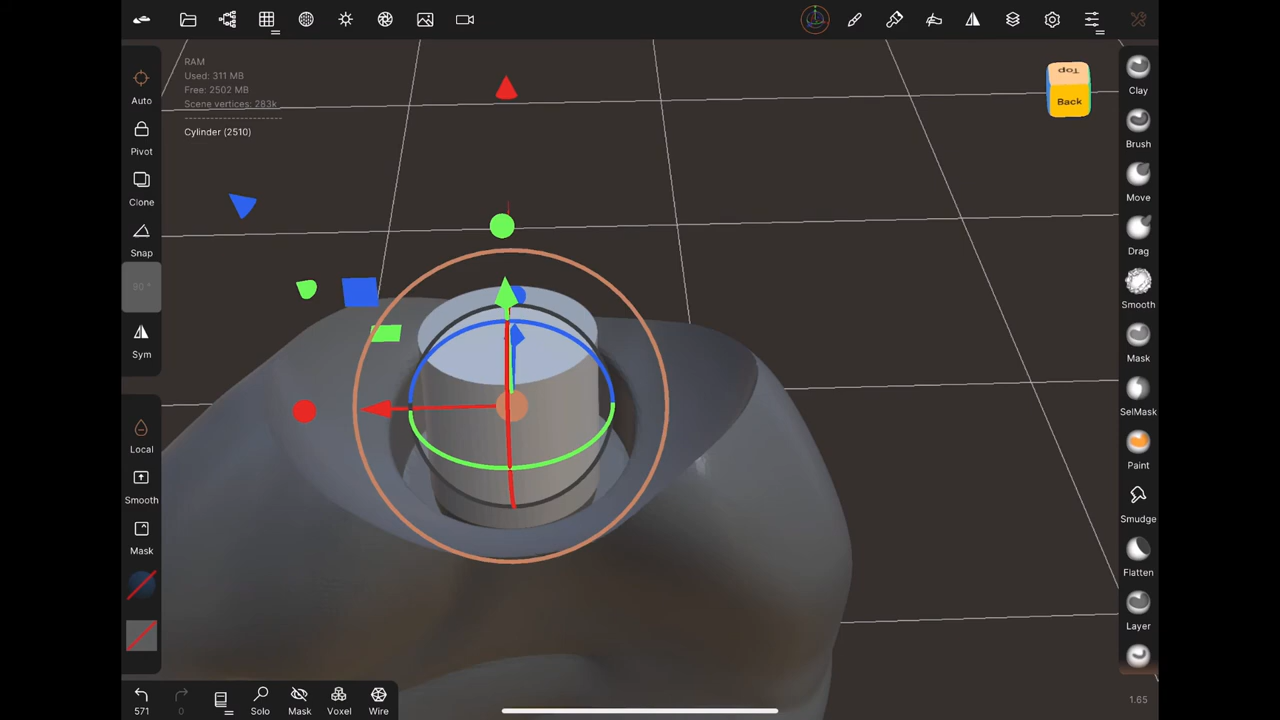 RAM
Used: 311 MB
Free: 2502 MB
Scene vertices: 283k
Cylinder (2510)
Auto
Pivot
Clone
Snap
90 °
Sym
Local
Smooth
Mask
571
0
Solo
Mask
Voxel
Wire
Top
Back
Clay
Brush
Move
Drag
Smooth
Mask
SelMask
Paint
Smudge
Flatten
Layer
1.65